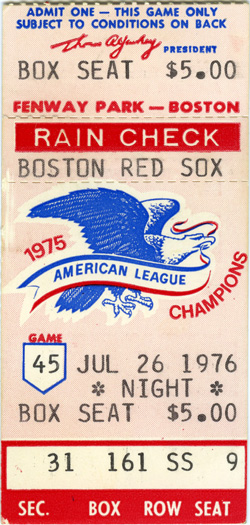 ADMIT ONE — THIS GAME ONLY
SUBJECT TO CONDITIONS ON BACK
Thomas A Yawkey
PRESIDENT
BOX SEAT $5.00
FENWAY PARK — BOSTON
RAIN CHECK
BOSTON RED SOX
1975
AMERICAN LEAGUE
CHAMPIONS
GAME
45 JUL 26 1976
* NIGHT *
BOX SEAT $5.00
31 161 SS 9
SEC. BOX ROW SEAT